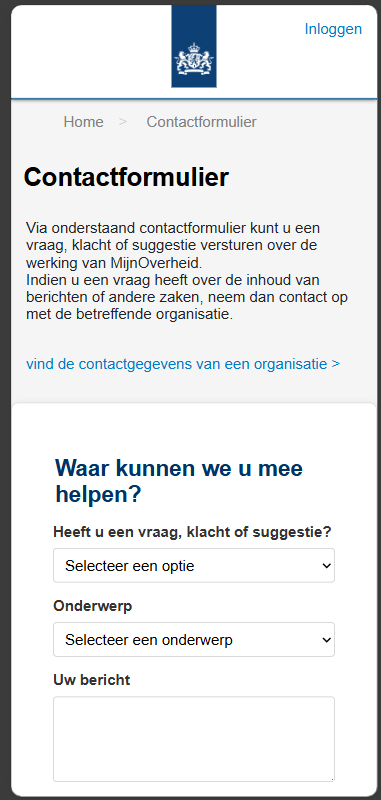 Inloggen
Home > Contactformulier
Contactformulier
Via onderstaand contactformulier kunt u een
vraag, klacht of suggestie versturen over de
werking van MijnOverheid.
Indien u een vraag heeft over de inhoud van
berichten of andere zaken, neem dan contact op
met de betreffende organisatie.
vind de contactgegevens van een organisatie >
Waar kunnen we u mee
helpen?
Heeft u een vraag, klacht of suggestie?
Selecteer een optie
Onderwerp
Selecteer een onderwerp
Uw bericht